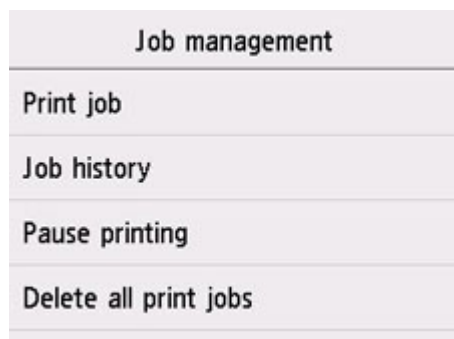 Job management
Print job
Job history
Pause printing
Delete all print jobs